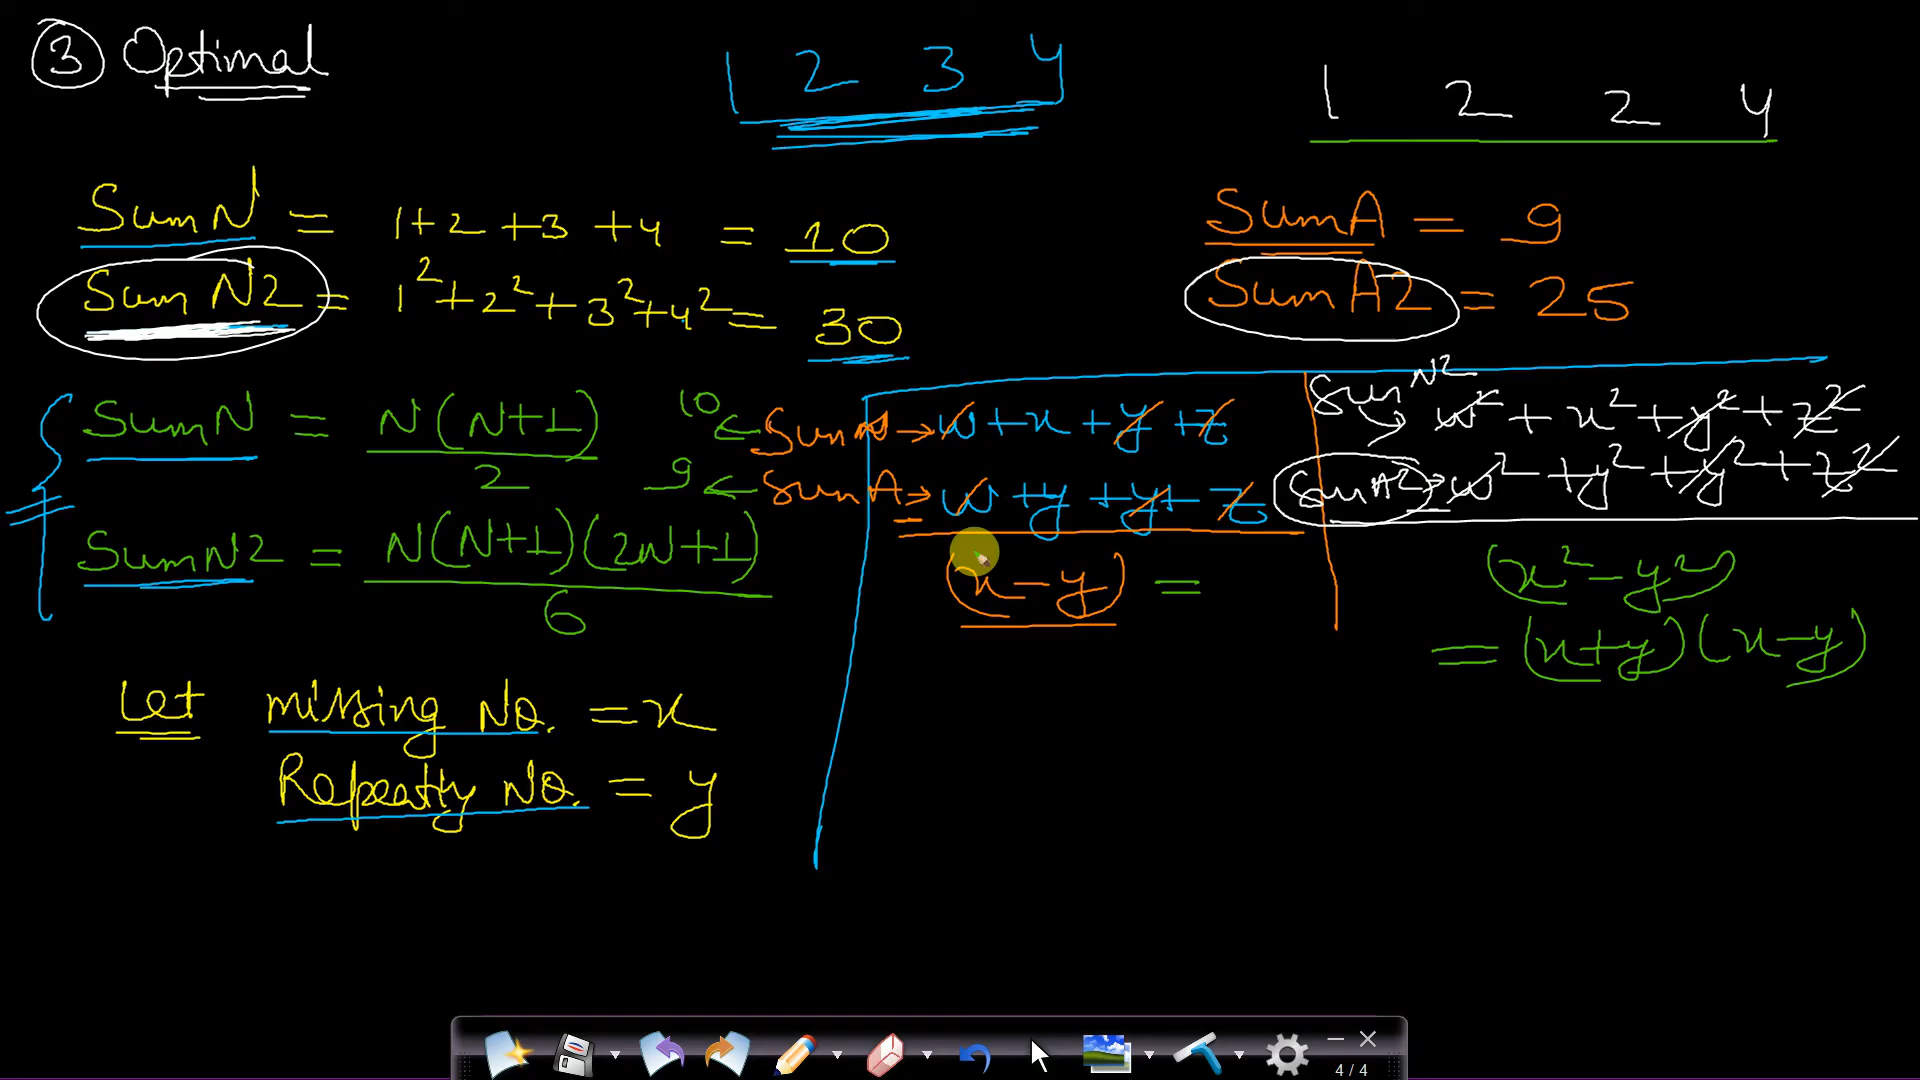 ③ Optimal
1 2 3 4
1 2 2 4
SumN = 1+2+3+4 = 10
SumN2 = 1²+2²+3²+4² = 30
SumA = 9
SumA2 = 25
SumN = N(N+1)
2
SumN2 = N(N+1)(2N+1)
6
Let missing No. = x
Repeating No. = y
10 ← SumN → w+x+y+z
9 ← SumA → w+y+y+z
(x-y) =
SumN2 → w²+x²+y²+z²
SumA2 → w²+y²+y²+z²
(x²-y²)
= (x+y)(x-y)
4/4